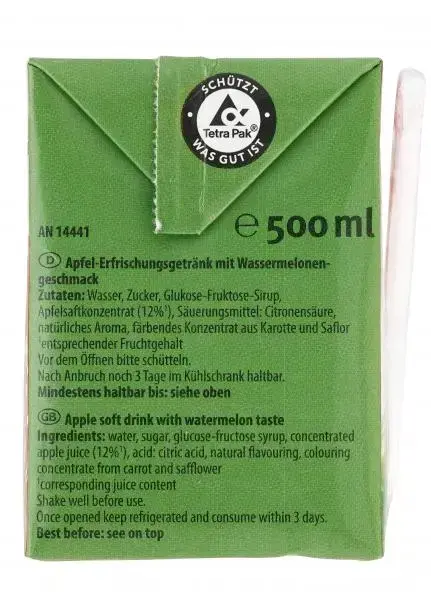 SCHÜTZT
Tetra Pak®
WAS GUT IST
AN 14441
e 500 ml
D Apfel-Erfrischungsgetränk mit Wassermelonen-
geschmack
Zutaten: Wasser, Zucker, Glukose-Fruktose-Sirup,
Apfelsaftkonzentrat (12%¹), Säuerungsmittel: Citronensäure,
natürliches Aroma, färbendes Konzentrat aus Karotte und Saflor
¹entsprechender Fruchtgehalt
Vor dem Öffnen bitte schütteln.
Nach Anbruch noch 3 Tage im Kühlschrank haltbar.
Mindestens haltbar bis: siehe oben
GB Apple soft drink with watermelon taste
Ingredients: water, sugar, glucose-fructose syrup, concentrated
apple juice (12%¹), acid: citric acid, natural flavouring, colouring
concentrate from carrot and safflower
¹corresponding juice content
Shake well before use.
Once opened keep refrigerated and consume within 3 days.
Best before: see on top